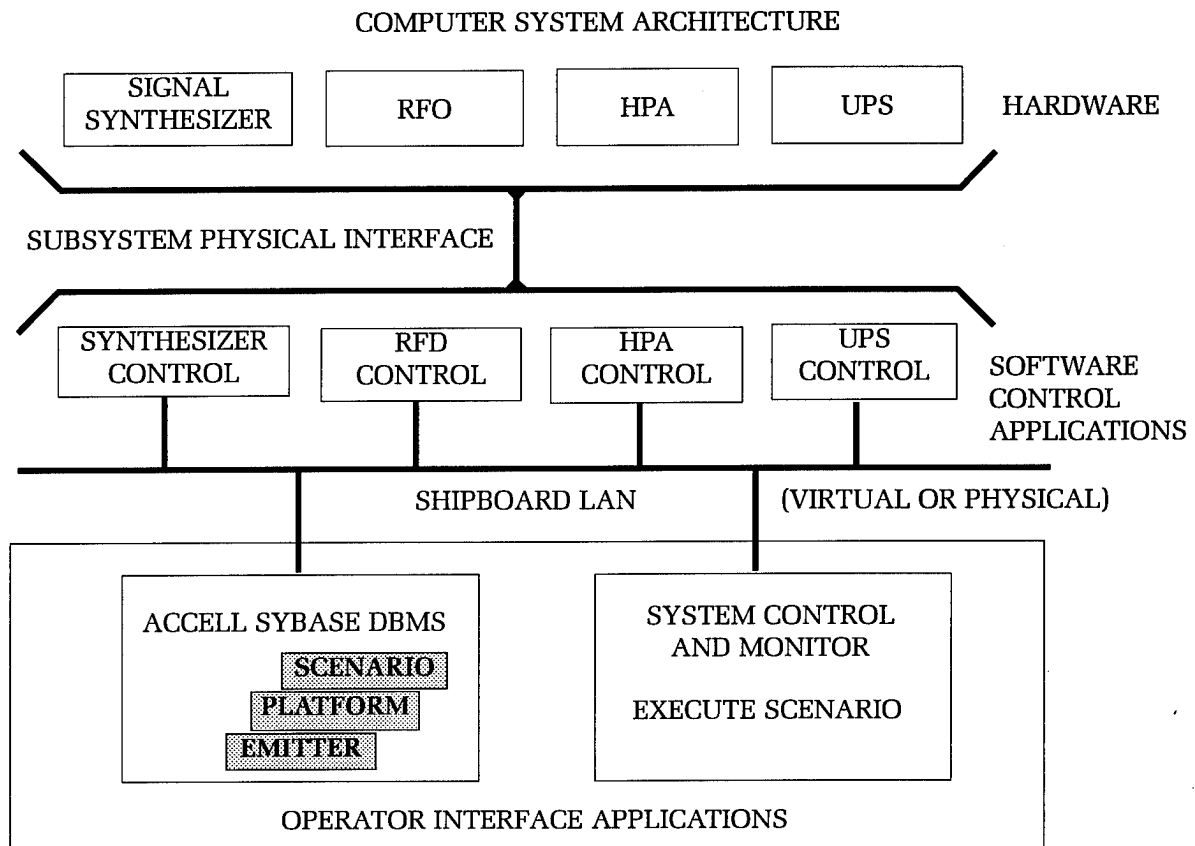 COMPUTER SYSTEM ARCHITECTURE
SIGNAL
SYNTHESIZER
RFO
HPA
UPS
HARDWARE
SUBSYSTEM PHYSICAL INTERFACE
SYNTHESIZER
CONTROL
RFD
CONTROL
HPA
CONTROL
UPS
CONTROL
SOFTWARE
CONTROL
APPLICATIONS
SHIPBOARD LAN
(VIRTUAL OR PHYSICAL)
ACCELL SYBASE DBMS
SCENARIO
PLATFORM
EMITTER
SYSTEM CONTROL
AND MONITOR
EXECUTE SCENARIO
OPERATOR INTERFACE APPLICATIONS